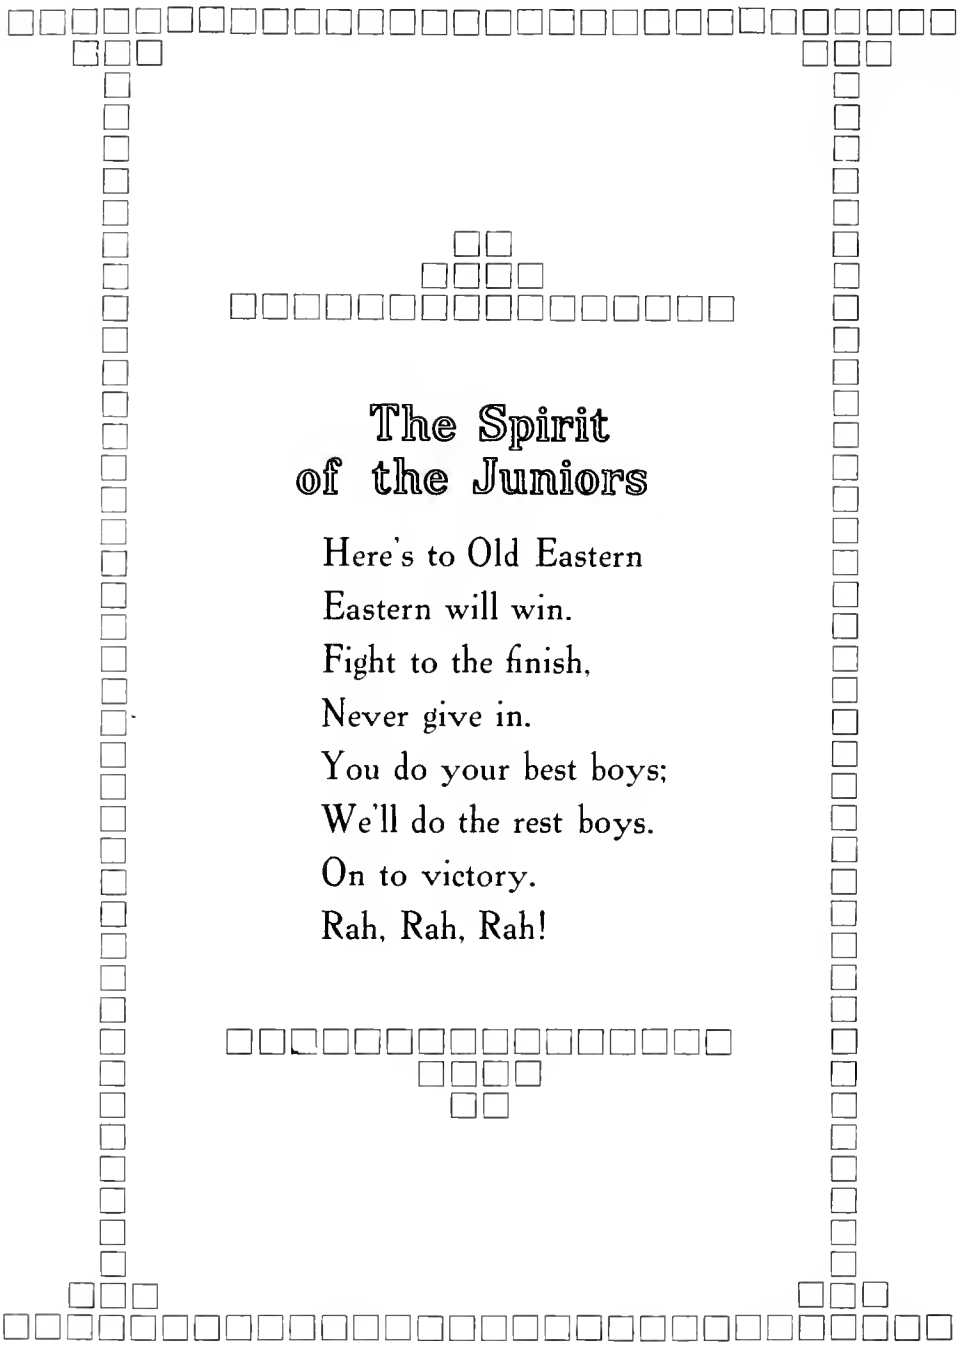 The Spirit
of the Juniors
Here's to Old Eastern
Eastern will win.
Fight to the finish,
Never give in.
You do your best boys;
We'll do the rest boys.
On to victory.
Rah, Rah, Rah!